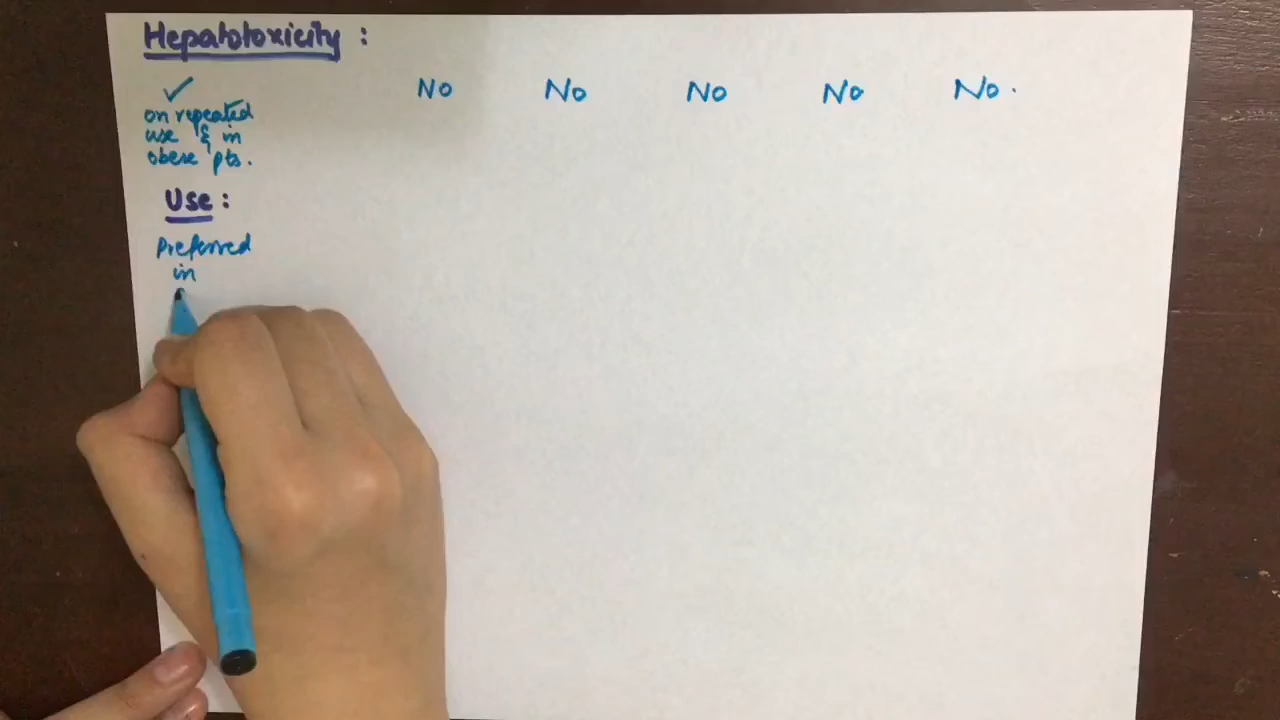 Hepatotoxicity :
✓ No No No No No.
on repeated
use & in
obese pts.
Use :
Preferred
in